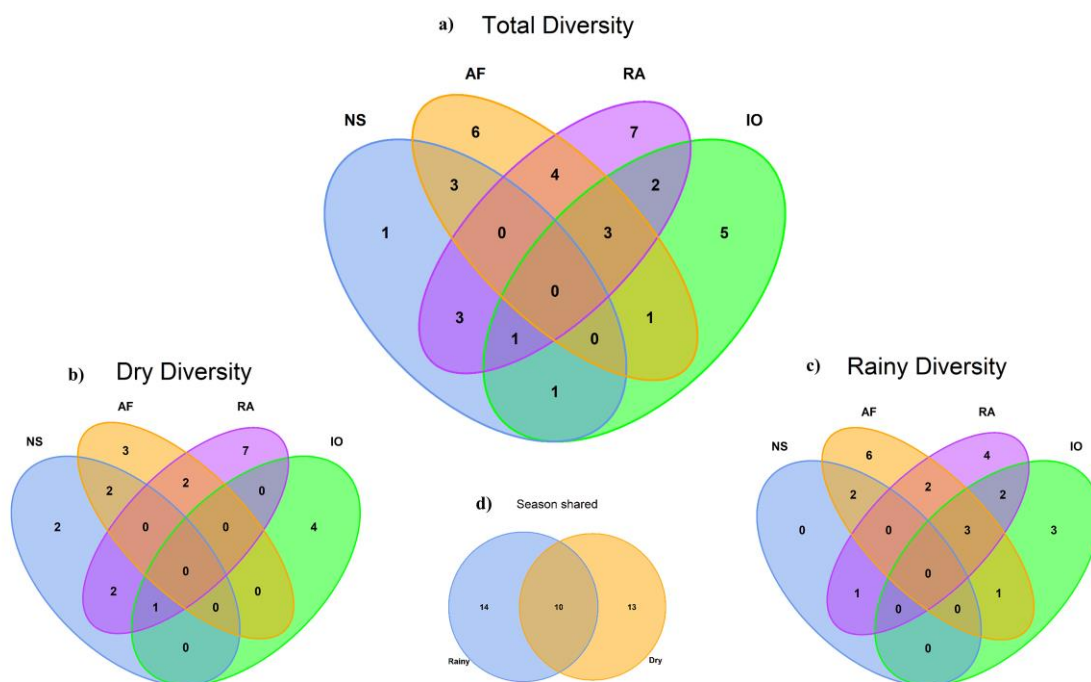 a) Total Diversity
AF RA
NS IO
6 7
3 4 2
1 0 3 5
0
3 1 0 1
1
b) Dry Diversity
AF RA
NS IO
3 7
2 2 0
2 0 0 4
0
2 1 0 0
0
d) Season shared
14 10 13
Rainy Dry
c) Rainy Diversity
AF RA
NS IO
6 4
2 2 2
0 0 3 3
0
1 0 0 1
0